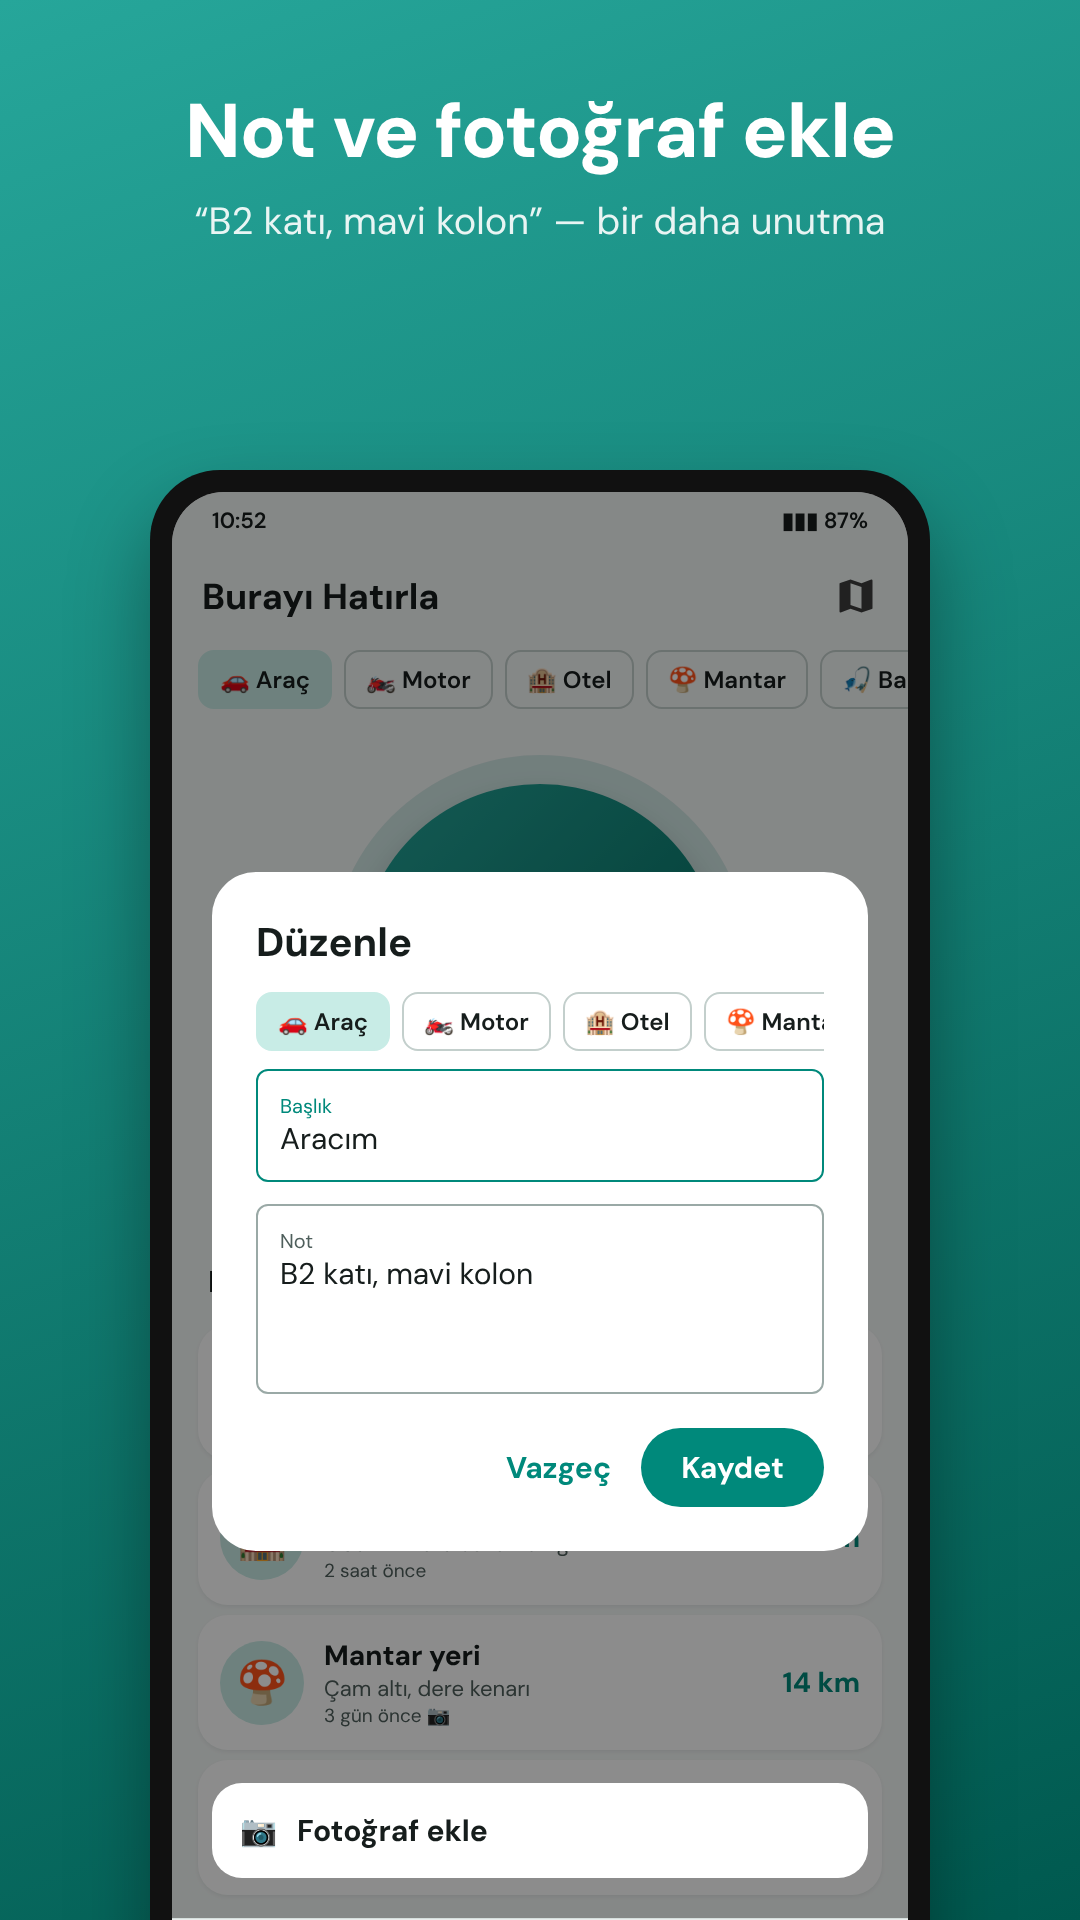 Not ve fotoğraf ekle
“B2 katı, mavi kolon” — bir daha unutma
10:52
87%
Burayı Hatırla
Araç
Motor
Otel
Mantar
Ba
Düzenle
Araç
Motor
Otel
Manta
Başlık
Aracım
Not
B2 katı, mavi kolon
Vazgeç
Kaydet
2 saat önce
Mantar yeri
Çam altı, dere kenarı
3 gün önce
14 km
Fotoğraf ekle